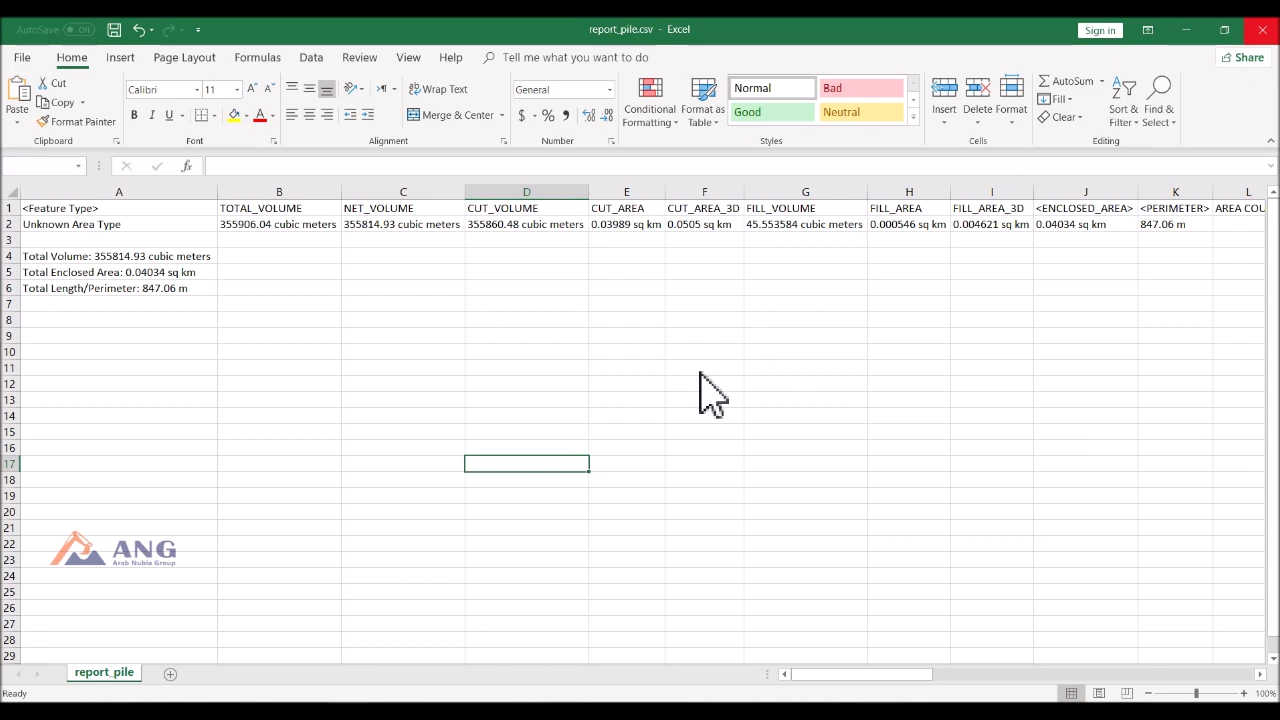 AutoSave Off
report_pile.csv - Excel
Sign in
File Home Insert Page Layout Formulas Data Review View Help Tell me what you want to do Share
Paste
Cut
Copy
Format Painter
Clipboard
Calibri 11
B I U
Font
Wrap Text
Merge & Center
Alignment
General
$ % ,
Number
Conditional Formatting
Format as Table
Normal Bad
Good Neutral
Styles
Insert Delete Format
Cells
AutoSum
Fill
Clear
Sort & Filter
Find & Select
Editing
fx
A B C D E F G H I J K L
1 <Feature Type> TOTAL_VOLUME NET_VOLUME CUT_VOLUME CUT_AREA CUT_AREA_3D FILL_VOLUME FILL_AREA FILL_AREA_3D <ENCLOSED_AREA> <PERIMETER> AREA COU
2 Unknown Area Type 355906.04 cubic meters 355814.93 cubic meters 355860.48 cubic meters 0.03989 sq km 0.0505 sq km 45.553584 cubic meters 0.000546 sq km 0.004621 sq km 0.04034 sq km 847.06 m
3
4 Total Volume: 355814.93 cubic meters
5 Total Enclosed Area: 0.04034 sq km
6 Total Length/Perimeter: 847.06 m
7
8
9
10
11
12
13
14
15
16
17
18
19
20
21
22
23
24
25
26
27
28
29
ANG
Arab Nubia Group
report_pile
Ready
100%